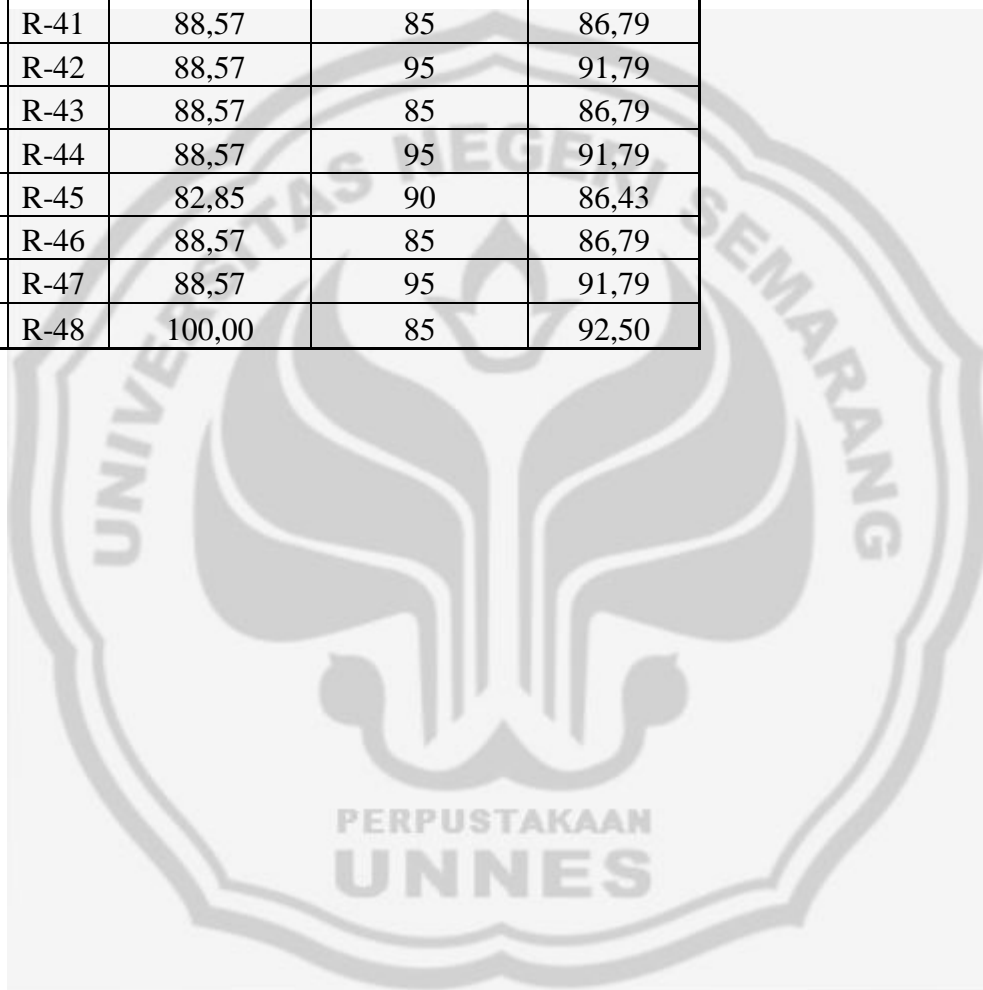 R-41 88,57 85 86,79
R-42 88,57 95 91,79
R-43 88,57 85 86,79
R-44 88,57 95 91,79
R-45 82,85 90 86,43
R-46 88,57 85 86,79
R-47 88,57 95 91,79
R-48 100,00 85 92,50
UNIVERSITAS NEGERI SEMARANG
PERPUSTAKAAN
UNNES